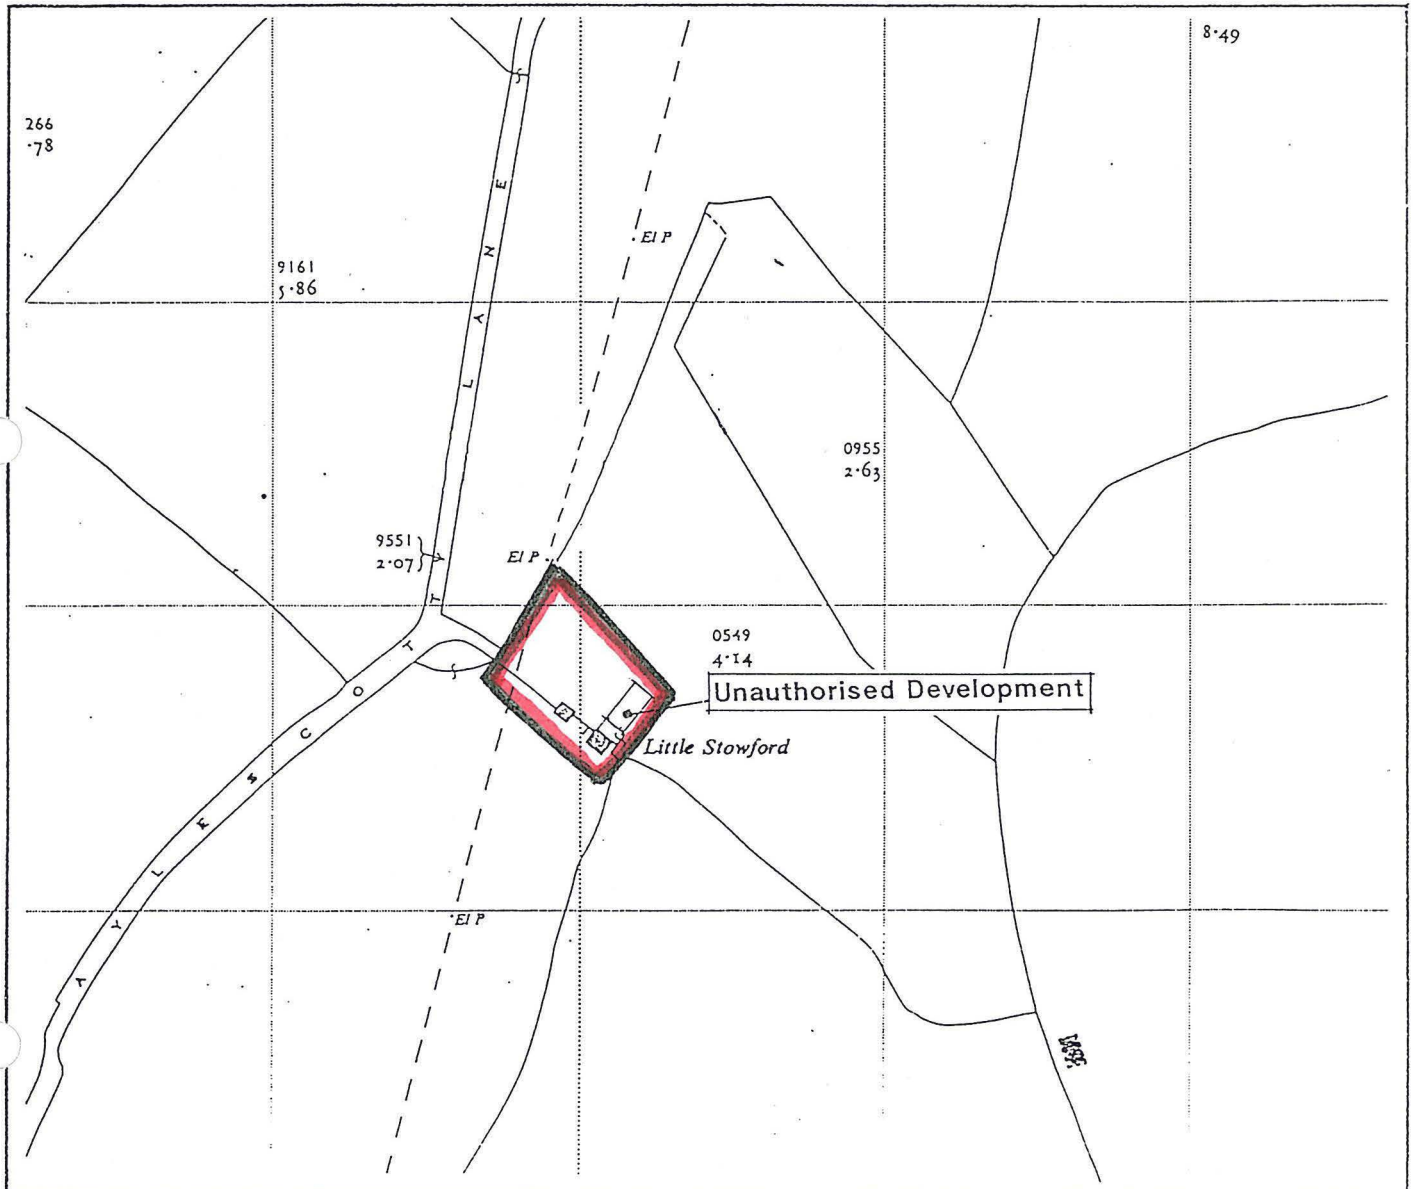 8·49
266
·78
9161
5·86
El P
0955
2·63
9551
2·07
El P
0549
4·14
Unauthorised Development
Little Stowford
El P
AYLESCOTT LANE